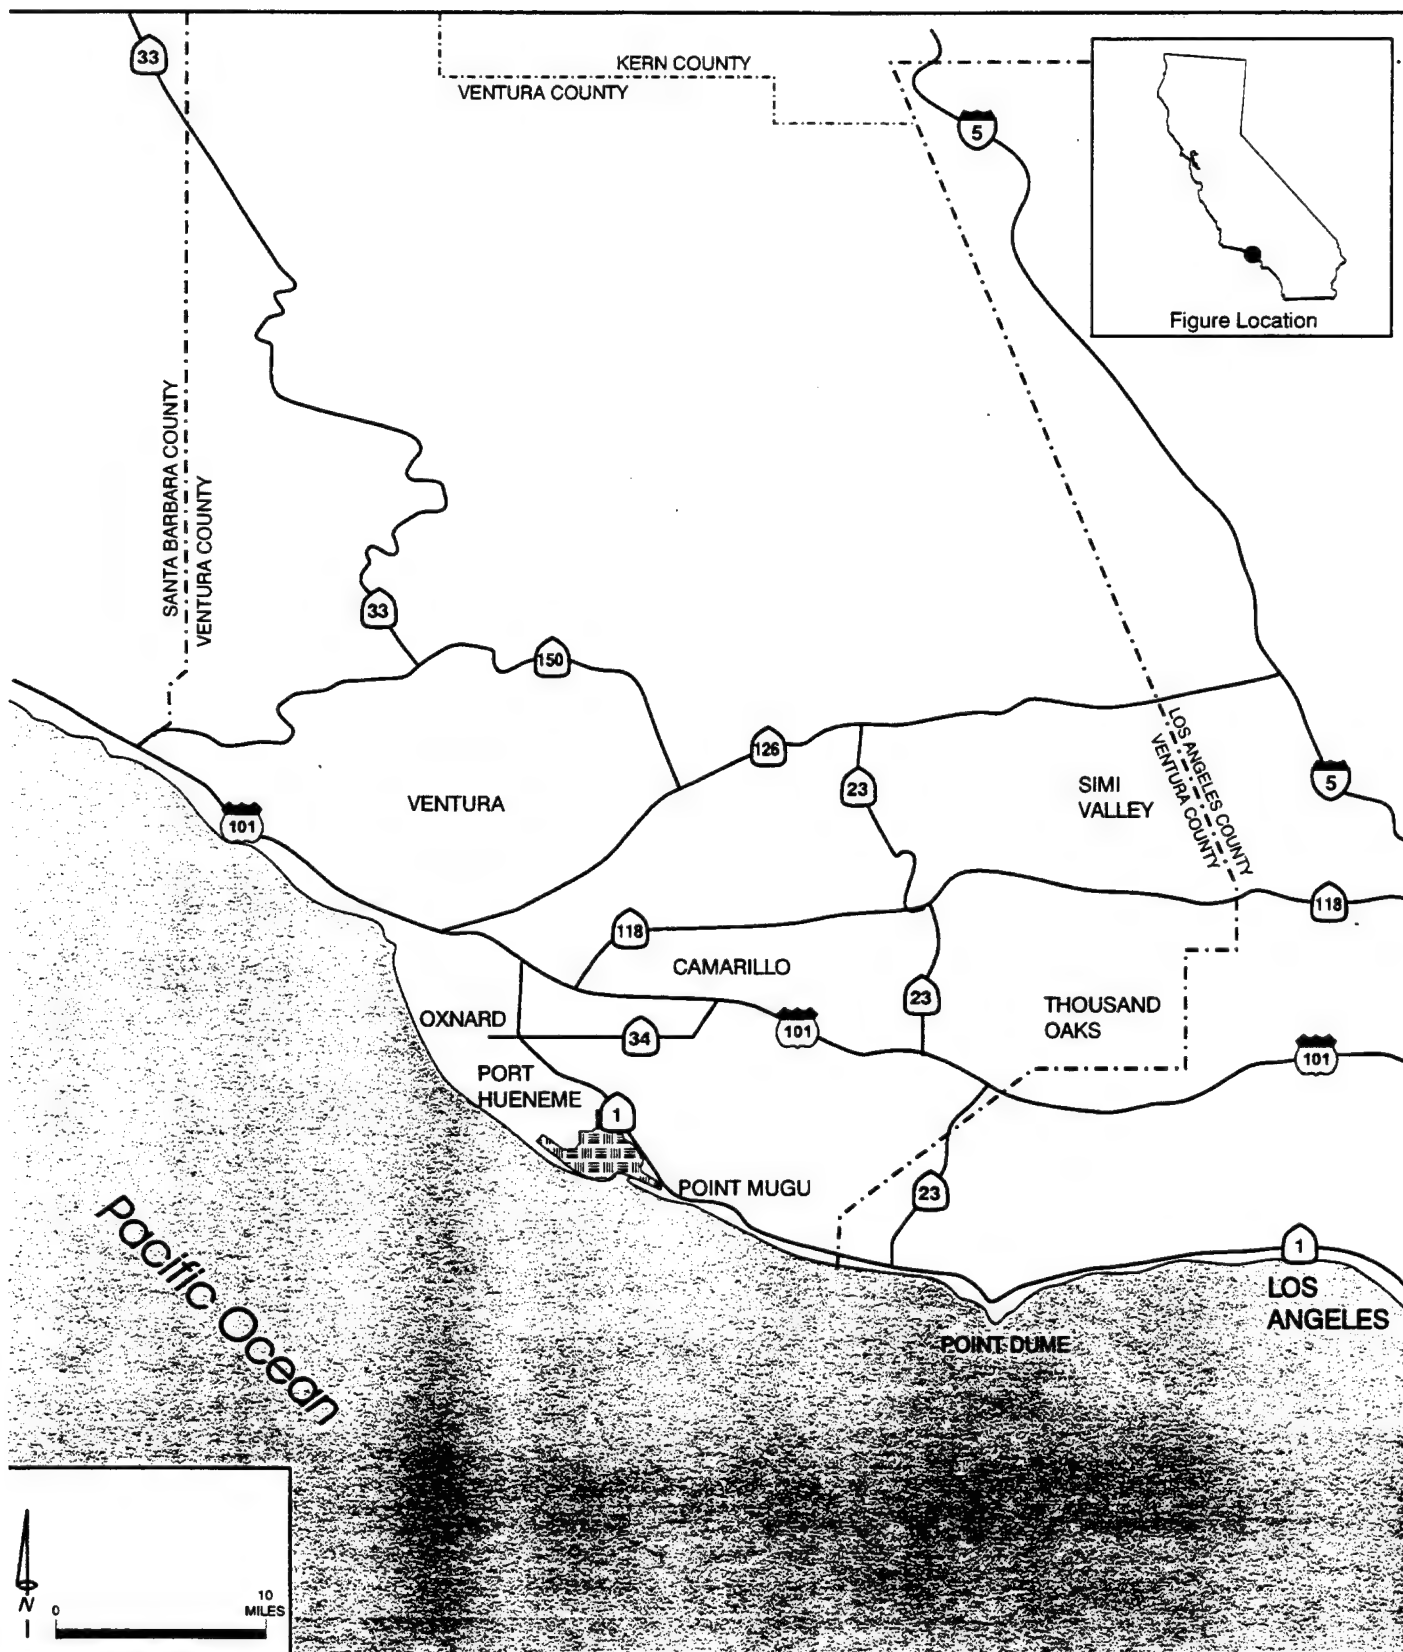 33
KERN COUNTY
VENTURA COUNTY
5
Figure Location
SANTA BARBARA COUNTY
VENTURA COUNTY
33
150
126
23
LOS ANGELES COUNTY
VENTURA COUNTY
SIMI
VALLEY
5
VENTURA
101
118
118
CAMARILLO
23
THOUSAND
OAKS
OXNARD
34
101
101
PORT
HUENEME
1
POINT MUGU
23
1
LOS
ANGELES
POINT DUME
Pacific Ocean
N
0
10
MILES